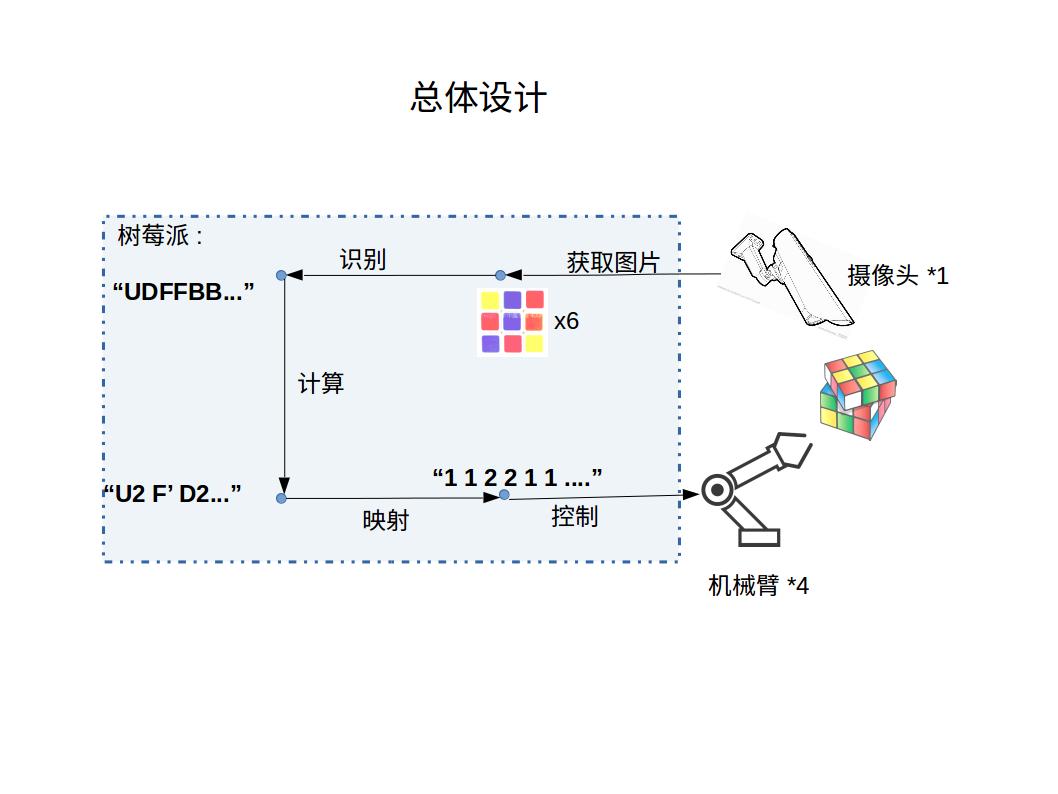 总体设计
树莓派 :
识别
获取图片
摄像头 *1
“UDFFBB...”
x6
计算
“1 1 2 2 1 1 ....”
“U2 F’ D2...”
映射
控制
机械臂 *4